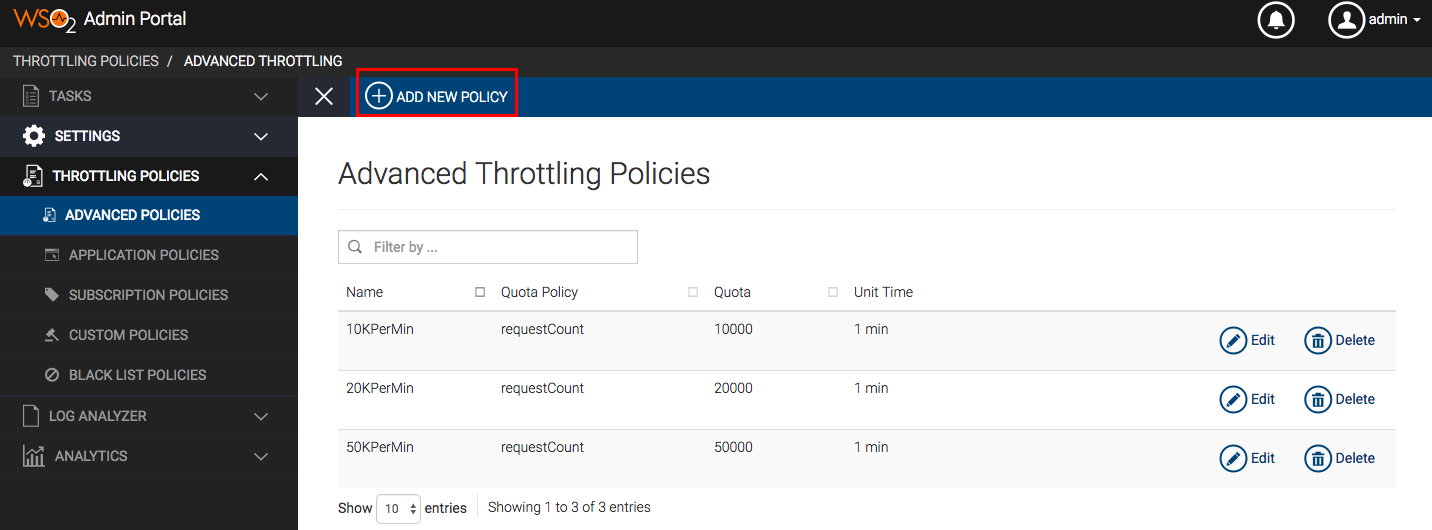 WSO2 Admin Portal
admin
THROTTLING POLICIES / ADVANCED THROTTLING
TASKS
SETTINGS
THROTTLING POLICIES
ADVANCED POLICIES
APPLICATION POLICIES
SUBSCRIPTION POLICIES
CUSTOM POLICIES
BLACK LIST POLICIES
LOG ANALYZER
ANALYTICS
ADD NEW POLICY
Advanced Throttling Policies
Filter by ...
Name Quota Policy Quota Unit Time
10KPerMin requestCount 10000 1 min Edit Delete
20KPerMin requestCount 20000 1 min Edit Delete
50KPerMin requestCount 50000 1 min Edit Delete
Show 10 entries Showing 1 to 3 of 3 entries